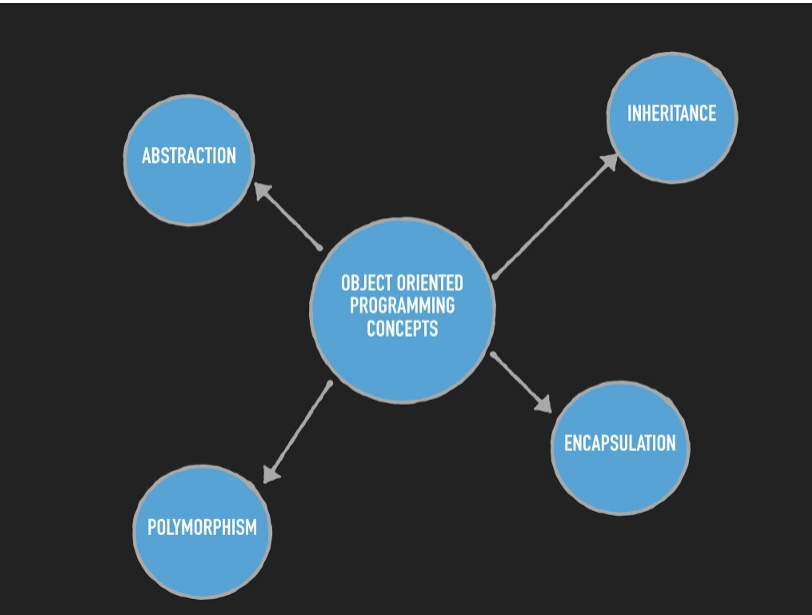 INHERITANCE
ABSTRACTION
OBJECT ORIENTED
PROGRAMMING
CONCEPTS
ENCAPSULATION
POLYMORPHISM